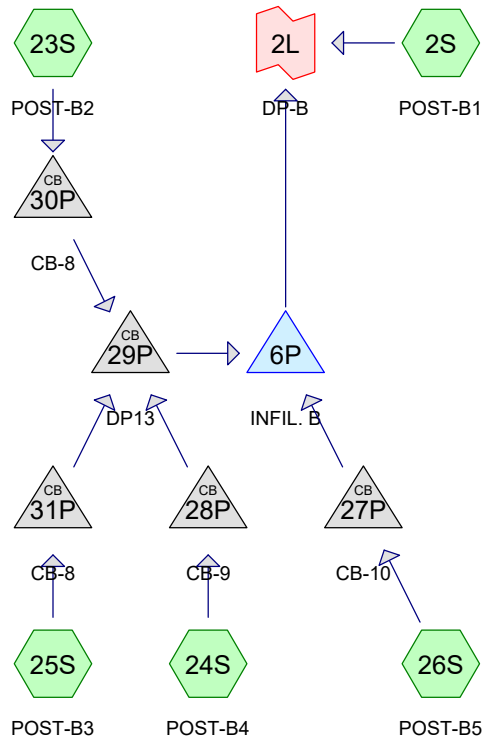 23S
2L
2S
POST-B2
DP-B
POST-B1
CB
30P
CB-8
CB
29P
6P
DP13
INFIL. B
CB
31P
CB
28P
CB
27P
CB-8
CB-9
CB-10
25S
24S
26S
POST-B3
POST-B4
POST-B5